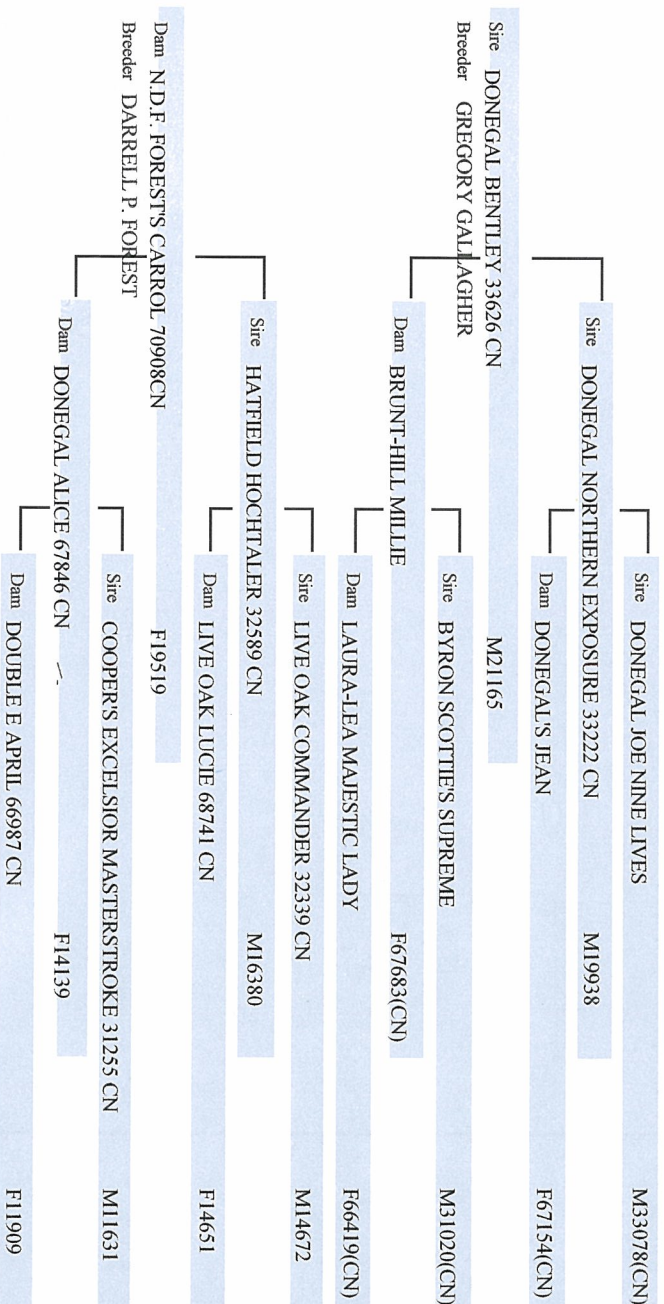 Sire DONEGAL JOE NINE LIVES M33078(CN)
Sire DONEGAL NORTHERN EXPOSURE 33222 CN M19938
Dam DONEGAL'S JEAN F67154(CN)
Sire DONEGAL BENTLEY 33626 CN M21165
Breeder GREGORY GALLAGHER
Sire BYRON SCOTTIE'S SUPREME M31020(CN)
Dam BRUNT-HILL MILLIE F67683(CN)
Dam LAURA-LEA MAJESTIC LADY F66419(CN)
Sire LIVE OAK COMMANDER 32339 CN M14672
Sire HATFIELD HOCHTALER 32589 CN M16380
Dam LIVE OAK LUCIE 68741 CN F14651
Dam N.D.F. FOREST'S CARROL 70908CN F19519
Breeder DARRELL P. FOREST
Sire COOPER'S EXCELSIOR MASTERSTROKE 31255 CN M11631
Dam DONEGAL ALICE 67846 CN F14139
Dam DOUBLE E APRIL 66987 CN F11909